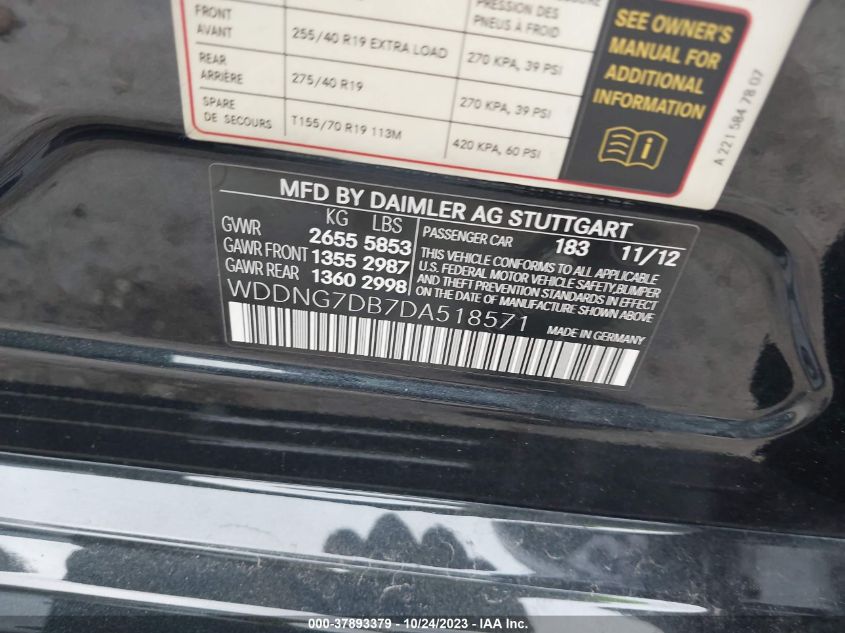 PRESSION DES
PNEUS À FROID
FRONT
AVANT
255/40 R19 EXTRA LOAD
270 KPA, 39 PSI
REAR
ARRIÈRE
275/40 R19
270 KPA, 39 PSI
SPARE
DE SECOURS
T155/70 R19 113M
420 KPA, 60 PSI
SEE OWNER'S
MANUAL FOR
ADDITIONAL
INFORMATION
A 221 584 78 07
MFD BY DAIMLER AG STUTTGART
KG LBS
GVWR 2655 5853
GAWR FRONT 1355 2987
GAWR REAR 1360 2998
PASSENGER CAR 183 11/12
THIS VEHICLE CONFORMS TO ALL APPLICABLE
U.S. FEDERAL MOTOR VEHICLE SAFETY, BUMPER
AND THEFT PREVENTION STANDARDS IN EFFECT
ON THE DATE OF MANUFACTURE SHOWN ABOVE
WDDNG7DB7DA518571
MADE IN GERMANY
000-37893379 - 10/24/2023 - IAA Inc.